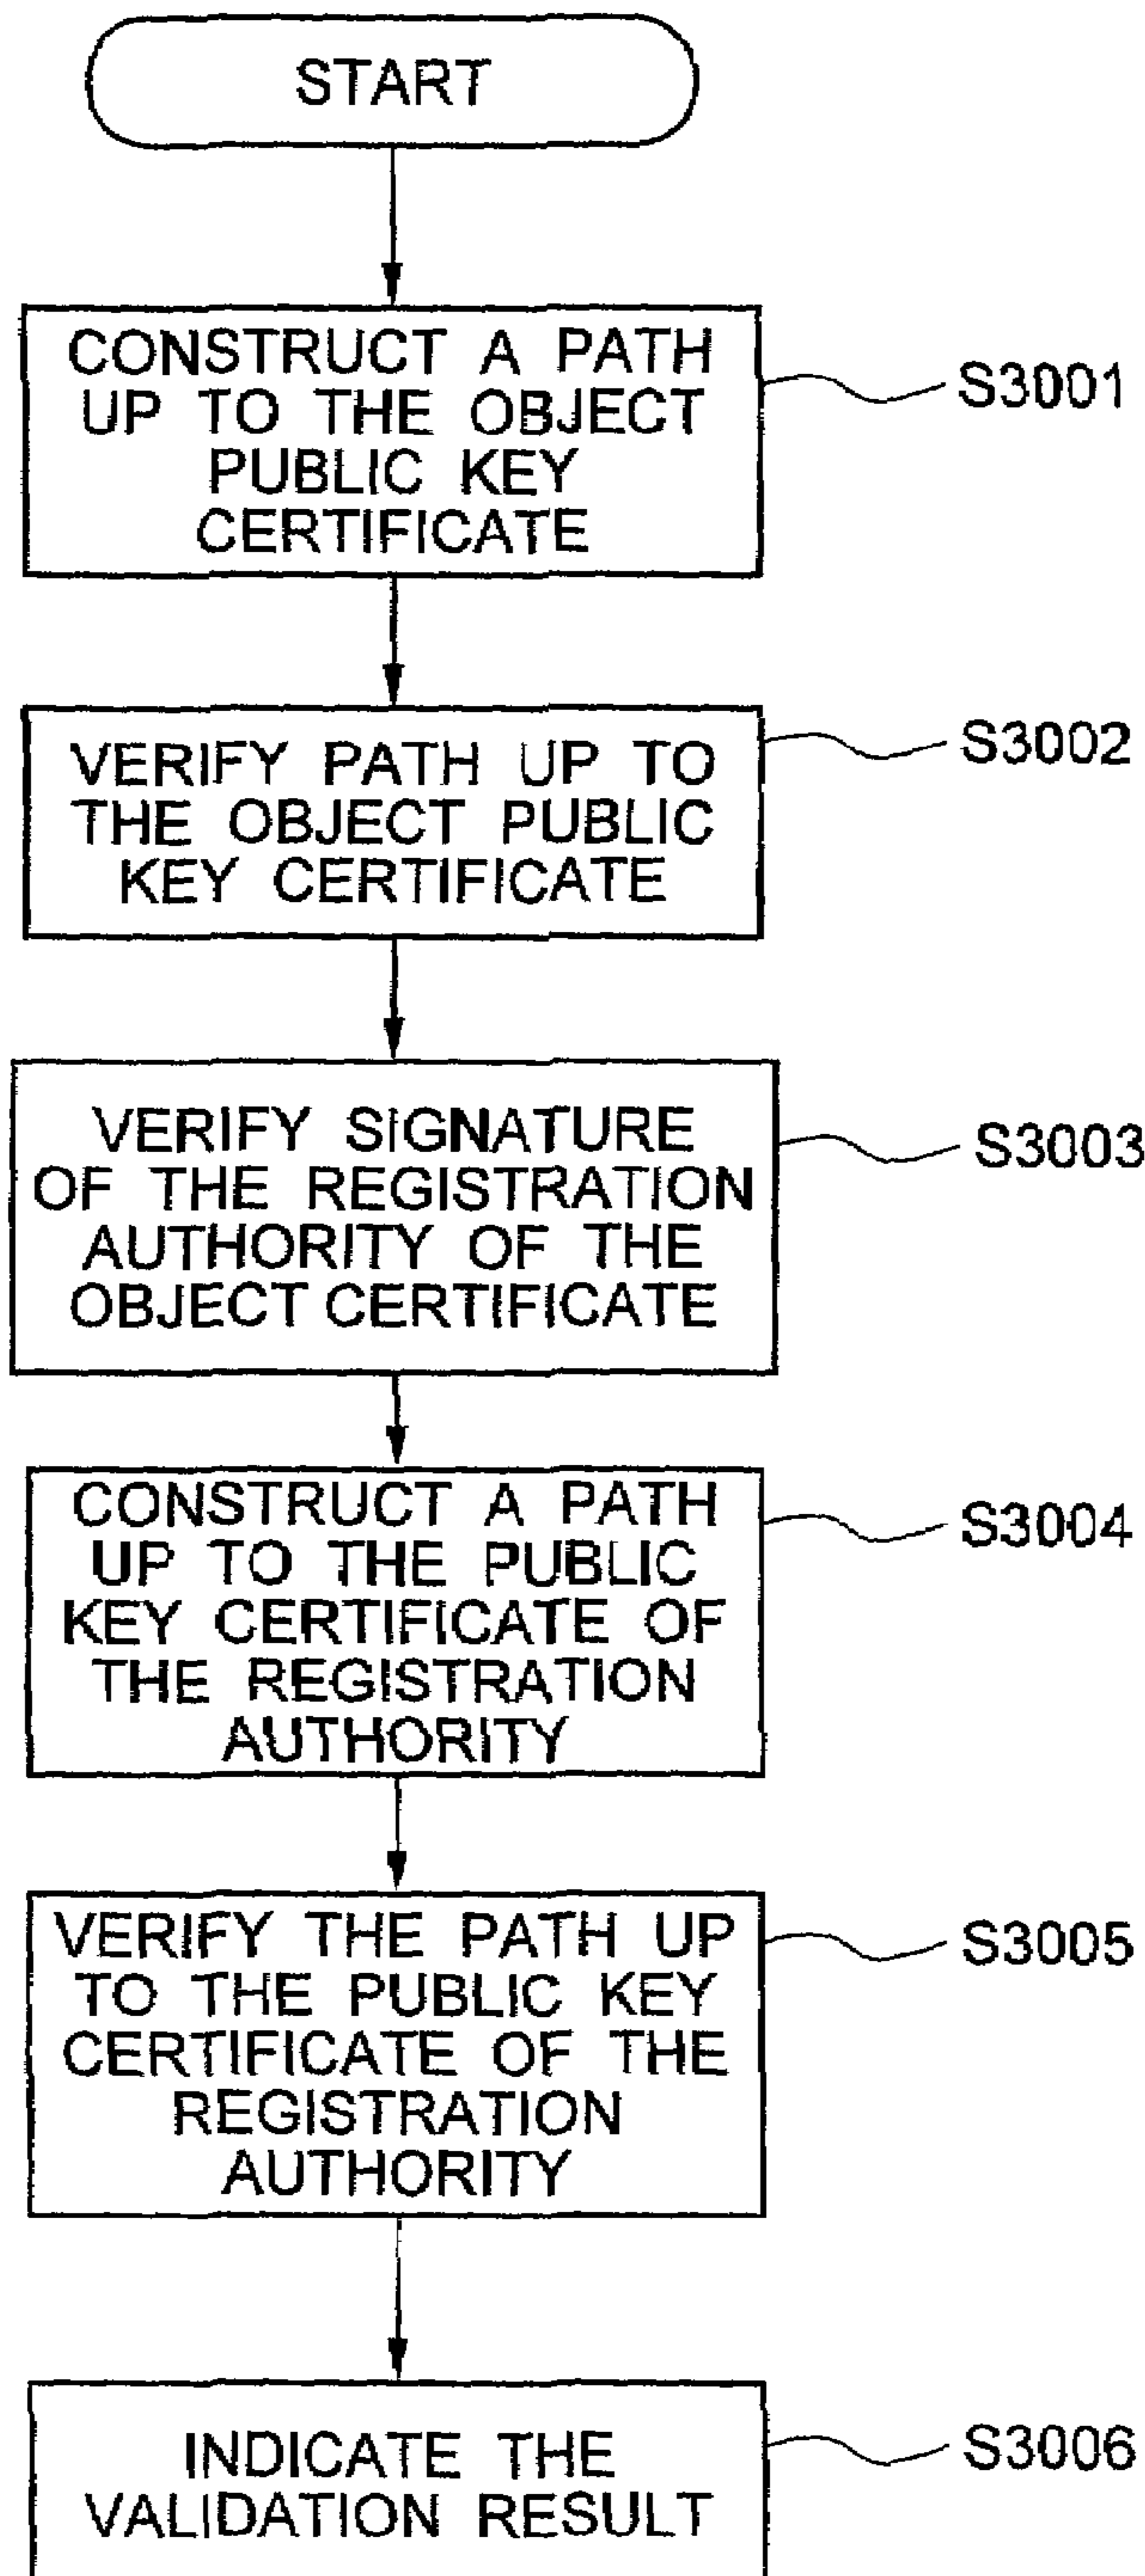 START
CONSTRUCT A PATH
UP TO THE OBJECT
PUBLIC KEY
CERTIFICATE
S3001
VERIFY PATH UP TO
THE OBJECT PUBLIC
KEY CERTIFICATE
S3002
VERIFY SIGNATURE
OF THE REGISTRATION
AUTHORITY OF THE
OBJECT CERTIFICATE
S3003
CONSTRUCT A PATH
UP TO THE PUBLIC
KEY CERTIFICATE OF
THE REGISTRATION
AUTHORITY
S3004
VERIFY THE PATH UP
TO THE PUBLIC KEY
CERTIFICATE OF THE
REGISTRATION
AUTHORITY
S3005
INDICATE THE
VALIDATION RESULT
S3006